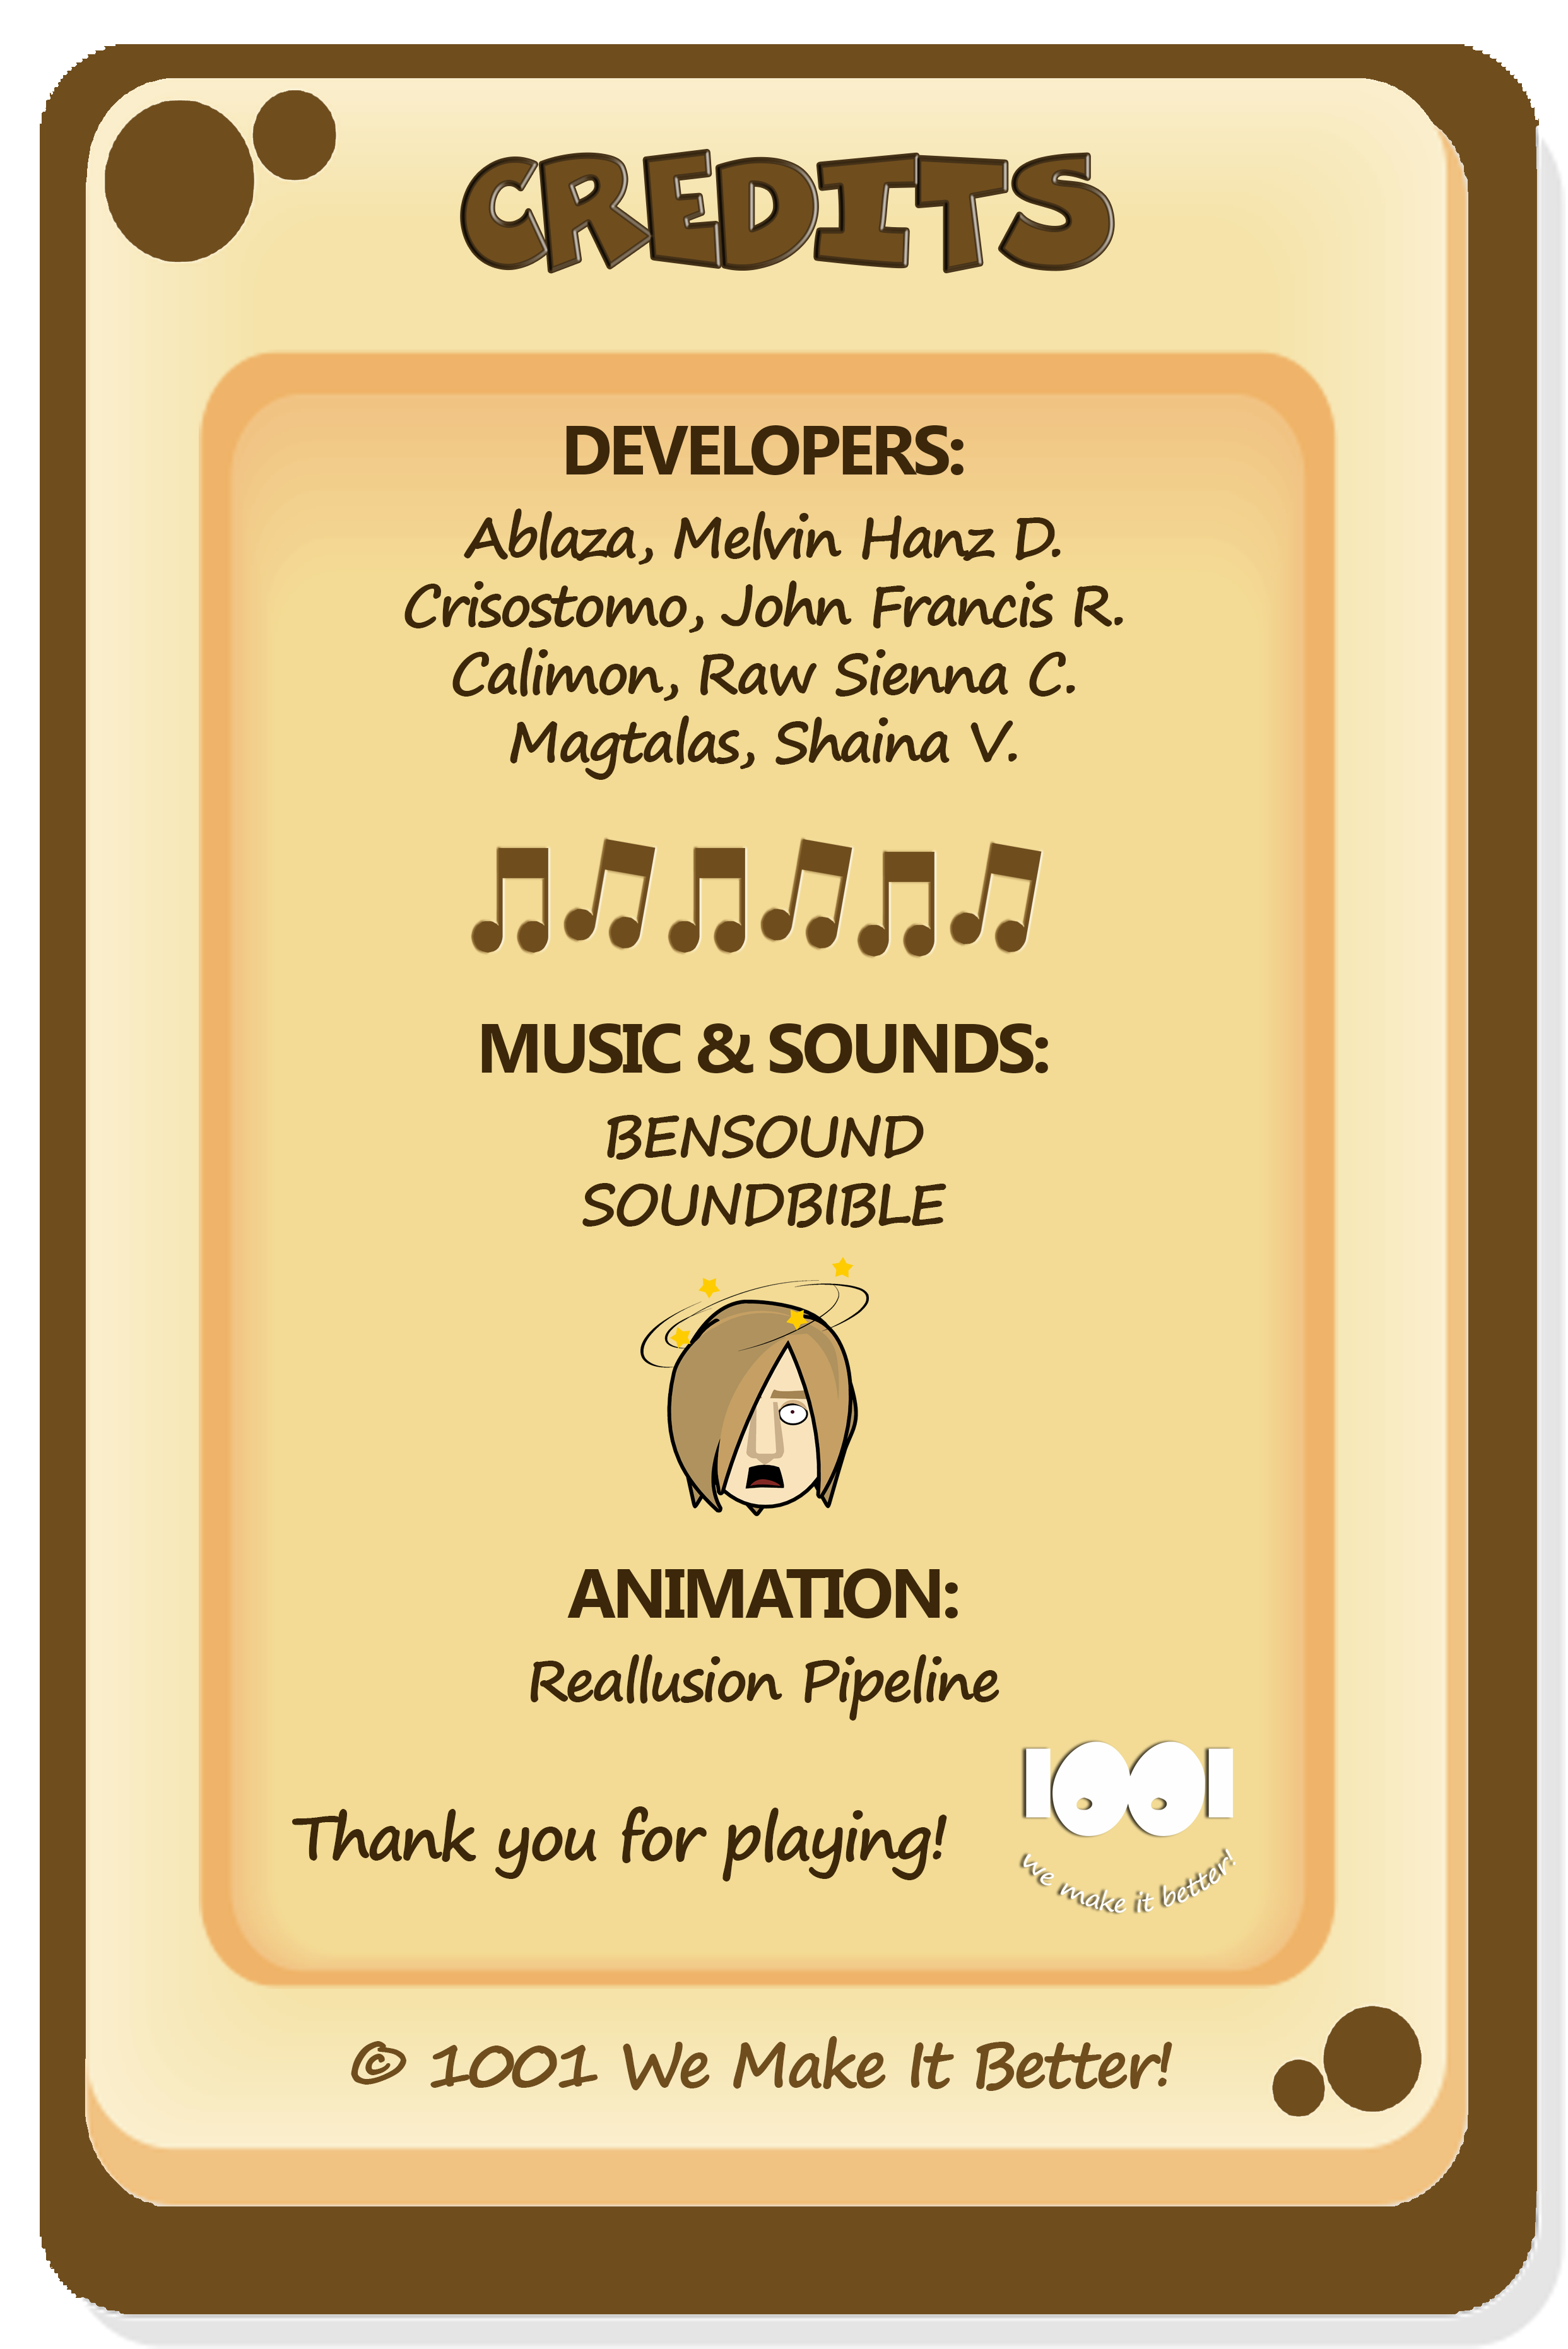 CREDITS
DEVELOPERS:
Ablaza, Melvin Hanz D.
Crisostomo, John Francis R.
Calimon, Raw Sienna C.
Magtalas, Shaina V.
MUSIC & SOUNDS:
BENSOUND
SOUNDBIBLE
ANIMATION:
Reallusion Pipeline
Thank you for playing!
1001
we make it better!
© 1001 We Make It Better!